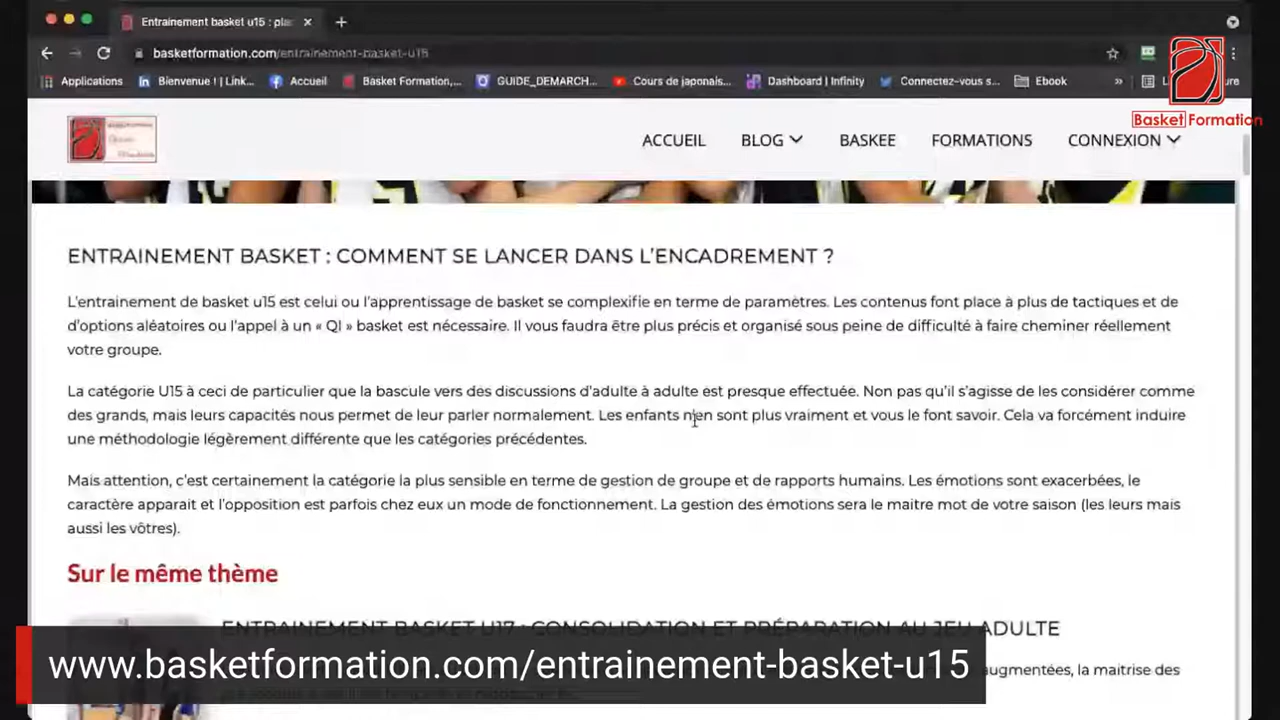 Entrainement basket u15 : plan
basketformation.com/entrainement-basket-u15
Applications Bienvenue ! | Link... Accueil Basket Formation,... GUIDE_DEMARCH... Cours de japonais... Dashboard | Infinity Connectez-vous s... Ebook »
Basket Formation
ACCUEIL BLOG BASKEE FORMATIONS CONNEXION
ENTRAINEMENT BASKET : COMMENT SE LANCER DANS L'ENCADREMENT ?
L'entrainement de basket u15 est celui ou l'apprentissage de basket se complexifie en terme de paramètres. Les contenus font place à plus de tactiques et de
d'options aléatoires ou l'appel à un « QI » basket est nécessaire. Il vous faudra être plus précis et organisé sous peine de difficulté à faire cheminer réellement
votre groupe.
La catégorie U15 à ceci de particulier que la bascule vers des discussions d'adulte à adulte est presque effectuée. Non pas qu'il s'agisse de les considérer comme
des grands, mais leurs capacités nous permet de leur parler normalement. Les enfants n'en sont plus vraiment et vous le font savoir. Cela va forcément induire
une méthodologie légèrement différente que les catégories précédentes.
Mais attention, c'est certainement la catégorie la plus sensible en terme de gestion de groupe et de rapports humains. Les émotions sont exacerbées, le
caractère apparait et l'opposition est parfois chez eux un mode de fonctionnement. La gestion des émotions sera le maitre mot de votre saison (les leurs mais
aussi les vôtres).
Sur le même thème
ENTRAINEMENT BASKET U17 : CONSOLIDATION ET PRÉPARATION AU JEU ADULTE
augmentées, la maitrise des
www.basketformation.com/entrainement-basket-u15